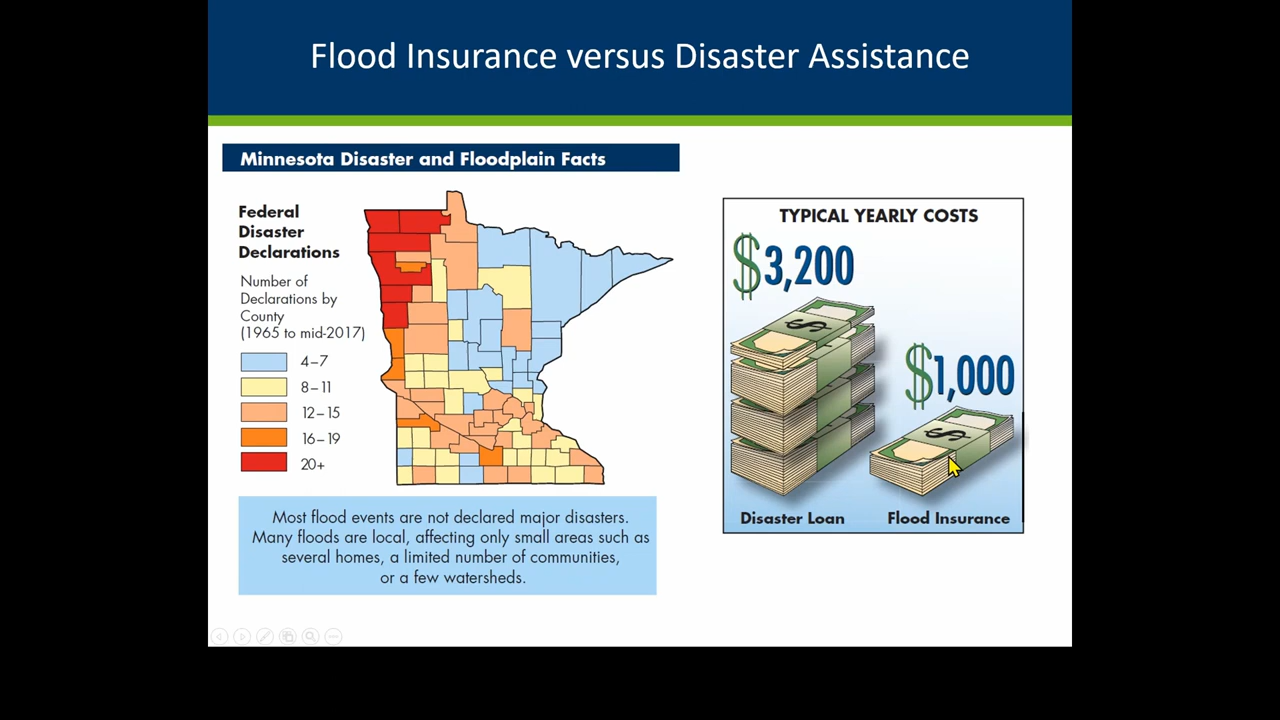 Flood Insurance versus Disaster Assistance
Minnesota Disaster and Floodplain Facts
Federal
Disaster
Declarations
Number of
Declarations by
County
(1965 to mid-2017)
4–7
8–11
12–15
16–19
20+
Most flood events are not declared major disasters.
Many floods are local, affecting only small areas such as
several homes, a limited number of communities,
or a few watersheds.
TYPICAL YEARLY COSTS
$3,200
$1,000
$
$
Disaster Loan
Flood Insurance